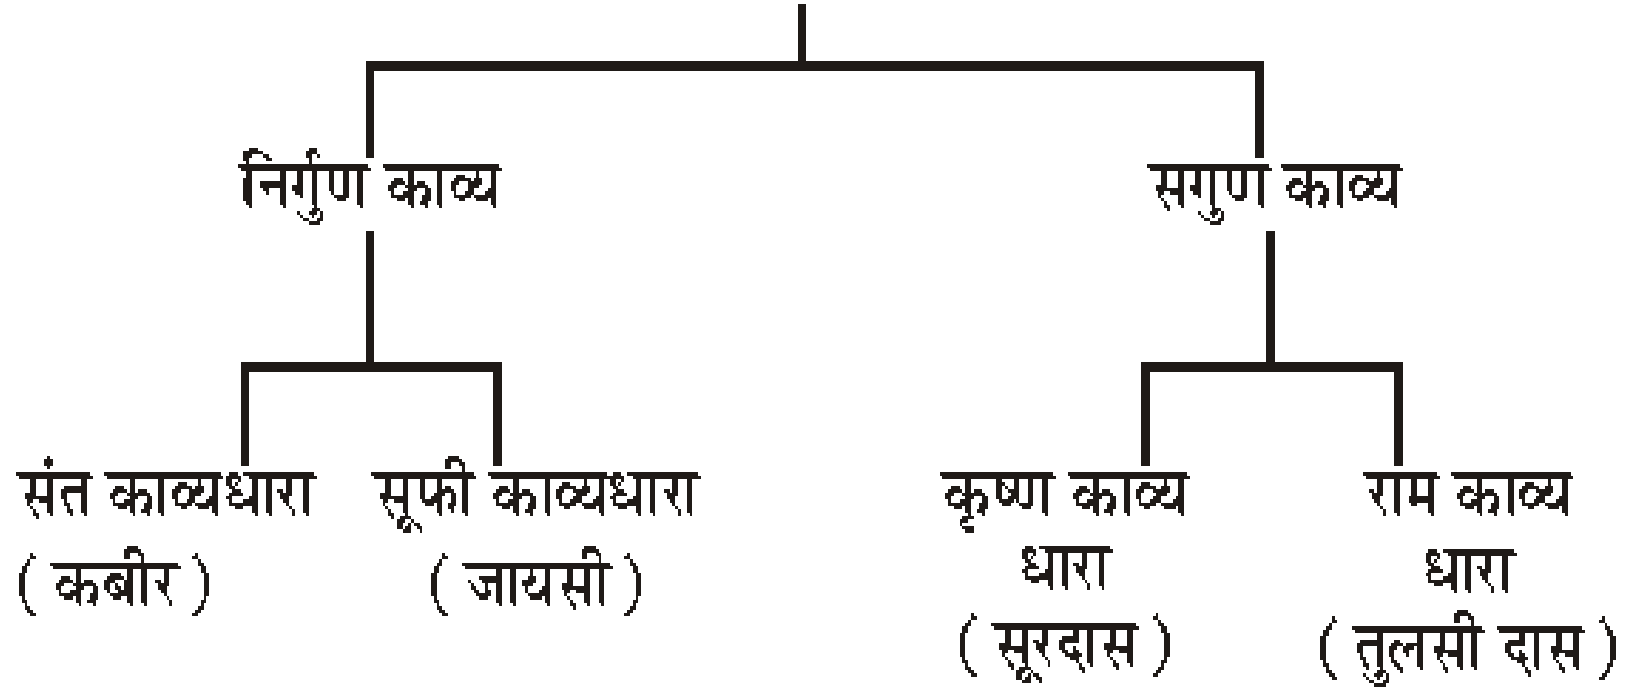 निर्गुण काव्य
सगुण काव्य
संत काव्यधारा
( कबीर )
सूफी काव्यधारा
( जायसी )
कृष्ण काव्य
धारा
( सूरदास )
राम काव्य
धारा
( तुलसी दास )